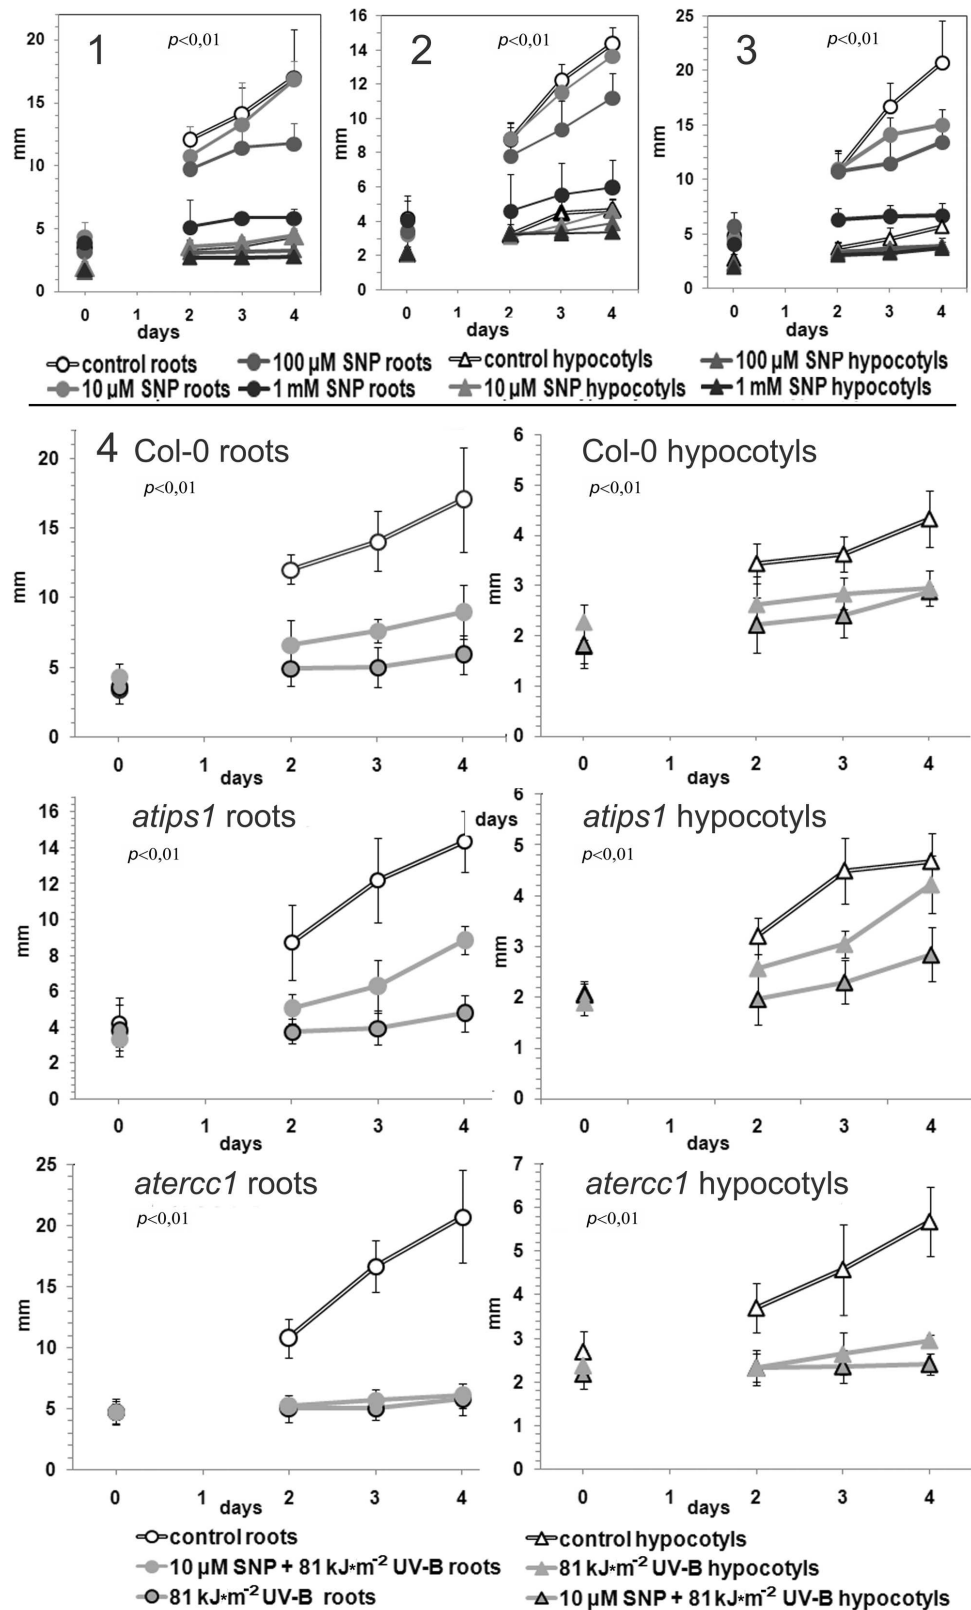 1
p<0,01
mm
20
15
10
5
0
0 1 2 3 4
days
2
p<0,01
mm
16
14
12
10
8
6
4
2
0
0 1 2 3 4
days
3
p<0,01
mm
25
20
15
10
5
0
0 1 2 3 4
days
control roots 100 µM SNP roots control hypocotyls 100 µM SNP hypocotyls
10 µM SNP roots 1 mM SNP roots 10 µM SNP hypocotyls 1 mM SNP hypocotyls
4 Col-0 roots
p<0,01
mm
20
15
10
5
0
0 1 2 3 4
days
Col-0 hypocotyls
p<0,01
mm
6
5
4
3
2
1
0
0 1 2 3 4
days
atips1 roots
p<0,01
mm
16
14
12
10
8
6
4
2
0
0 1 2 3 4
days
atips1 hypocotyls
p<0,01
mm
6
5
4
3
2
1
0
0 1 2 3 4
days
atercc1 roots
p<0,01
mm
25
20
15
10
5
0
0 1 2 3 4
days
atercc1 hypocotyls
p<0,01
mm
7
6
5
4
3
2
1
0
0 1 2 3 4
days
control roots
10 µM SNP + 81 kJ*m⁻² UV-B roots
81 kJ*m⁻² UV-B roots
control hypocotyls
81 kJ*m⁻² UV-B hypocotyls
10 µM SNP + 81 kJ*m⁻² UV-B hypocotyls